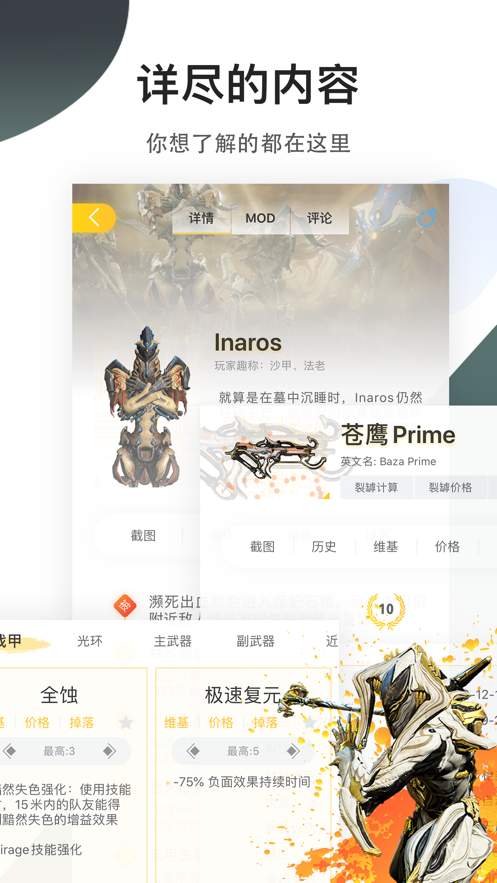 详尽的内容
你想了解的都在这里
详情 MOD 评论
Inaros
玩家趣称：沙甲、法老
就算是在墓中沉睡时，Inaros仍然
苍鹰 Prime
英文名: Baza Prime
裂罅计算 裂罅价格
截图
截图 历史 维基 价格
濒死出血
附近敌
10
战甲 光环 主武器 副武器 近
全蚀
基 价格 掉落
最高:3
黯然失色强化：使用技能
，15米内的队友能得
黯然失色的增益效果
irage技能强化
极速复元
维基 价格 掉落
最高:5
-75% 负面效果持续时间
-12-1